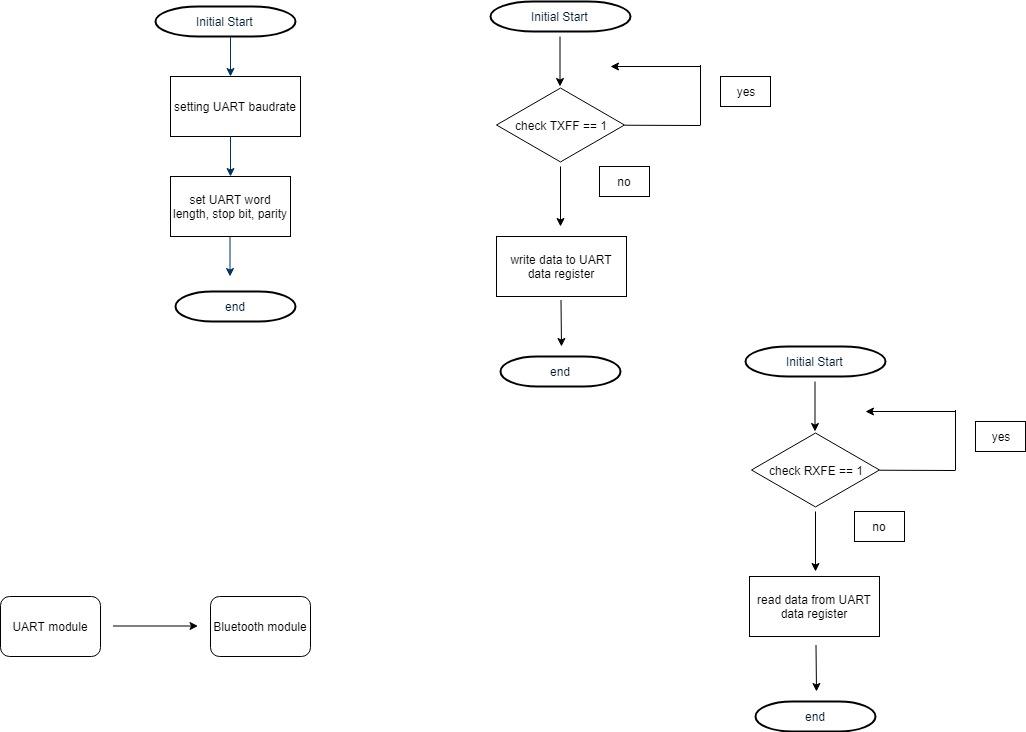 Initial Start
setting UART baudrate
set UART word
length, stop bit, parity
end
Initial Start
yes
check TXFF == 1
no
write data to UART
data register
end
Initial Start
yes
check RXFE == 1
no
read data from UART
data register
end
UART module
Bluetooth module